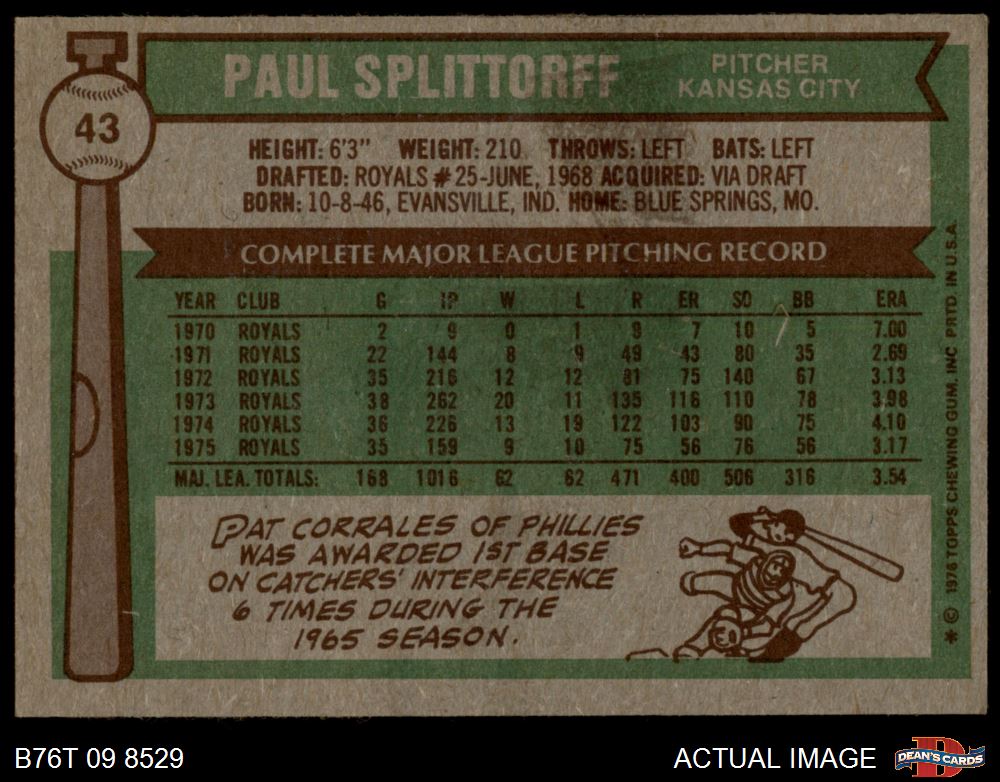 43
PAUL SPLITTORFF
PITCHER
KANSAS CITY
HEIGHT: 6'3" WEIGHT: 210 THROWS: LEFT BATS: LEFT
DRAFTED: ROYALS #25-JUNE, 1968 ACQUIRED: VIA DRAFT
BORN: 10-8-46, EVANSVILLE, IND. HOME: BLUE SPRINGS, MO.
COMPLETE MAJOR LEAGUE PITCHING RECORD
YEAR CLUB G IP W L R ER SO BB ERA
1970 ROYALS 2 9 0 1 9 7 10 5 7.00
1971 ROYALS 22 144 8 9 49 43 80 35 2.69
1972 ROYALS 35 216 12 12 81 75 140 67 3.13
1973 ROYALS 38 262 20 11 135 116 110 78 3.98
1974 ROYALS 36 226 13 19 122 103 90 75 4.10
1975 ROYALS 35 159 9 10 75 56 76 56 3.17
MAJ. LEA. TOTALS: 168 1016 62 62 471 400 506 316 3.54
PAT CORRALES OF PHILLIES
WAS AWARDED 1ST BASE
ON CATCHERS' INTERFERENCE
6 TIMES DURING THE
1965 SEASON.
* © 1976 TOPPS CHEWING GUM, INC PRTD. IN U.S.A.
B76T 09 8529
ACTUAL IMAGE
D
DEAN'S CARDS